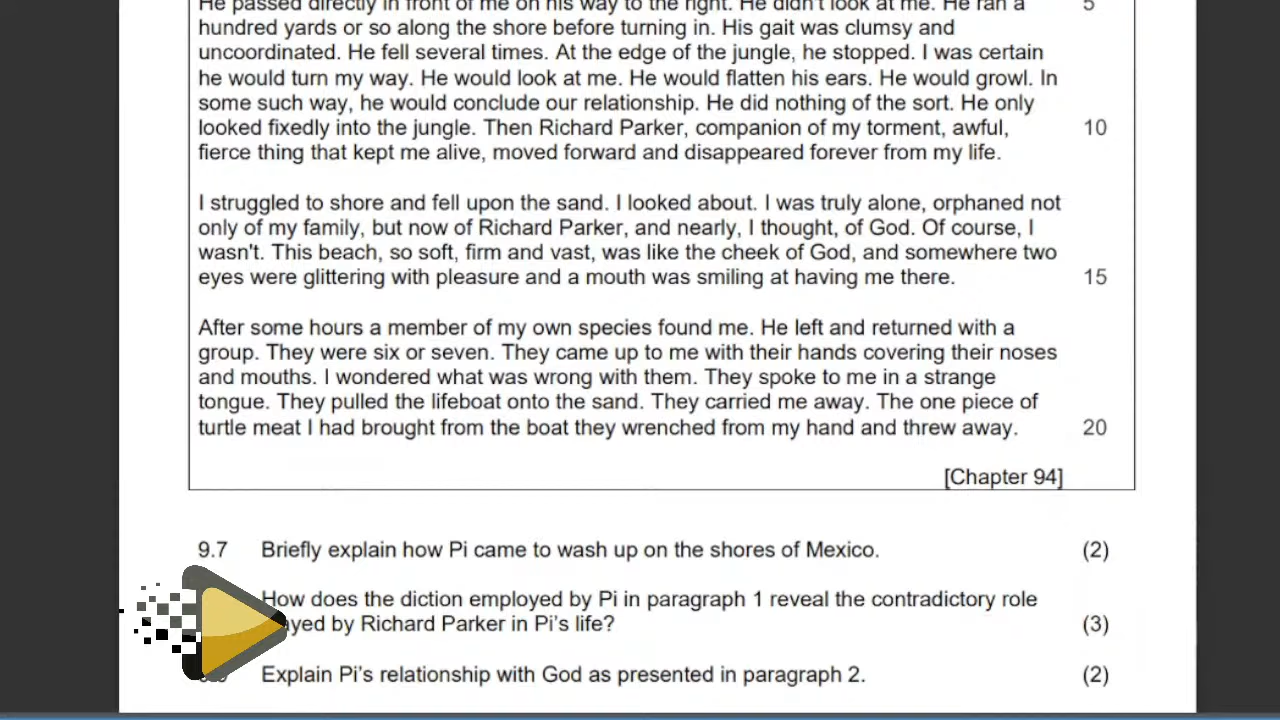 He passed directly in front of me on his way to the right. He didn't look at me. He ran a 5
hundred yards or so along the shore before turning in. His gait was clumsy and
uncoordinated. He fell several times. At the edge of the jungle, he stopped. I was certain
he would turn my way. He would look at me. He would flatten his ears. He would growl. In
some such way, he would conclude our relationship. He did nothing of the sort. He only
looked fixedly into the jungle. Then Richard Parker, companion of my torment, awful, 10
fierce thing that kept me alive, moved forward and disappeared forever from my life.
I struggled to shore and fell upon the sand. I looked about. I was truly alone, orphaned not
only of my family, but now of Richard Parker, and nearly, I thought, of God. Of course, I
wasn't. This beach, so soft, firm and vast, was like the cheek of God, and somewhere two
eyes were glittering with pleasure and a mouth was smiling at having me there. 15
After some hours a member of my own species found me. He left and returned with a
group. They were six or seven. They came up to me with their hands covering their noses
and mouths. I wondered what was wrong with them. They spoke to me in a strange
tongue. They pulled the lifeboat onto the sand. They carried me away. The one piece of
turtle meat I had brought from the boat they wrenched from my hand and threw away. 20
[Chapter 94]
9.7 Briefly explain how Pi came to wash up on the shores of Mexico. (2)
How does the diction employed by Pi in paragraph 1 reveal the contradictory role
ayed by Richard Parker in Pi's life? (3)
Explain Pi's relationship with God as presented in paragraph 2. (2)